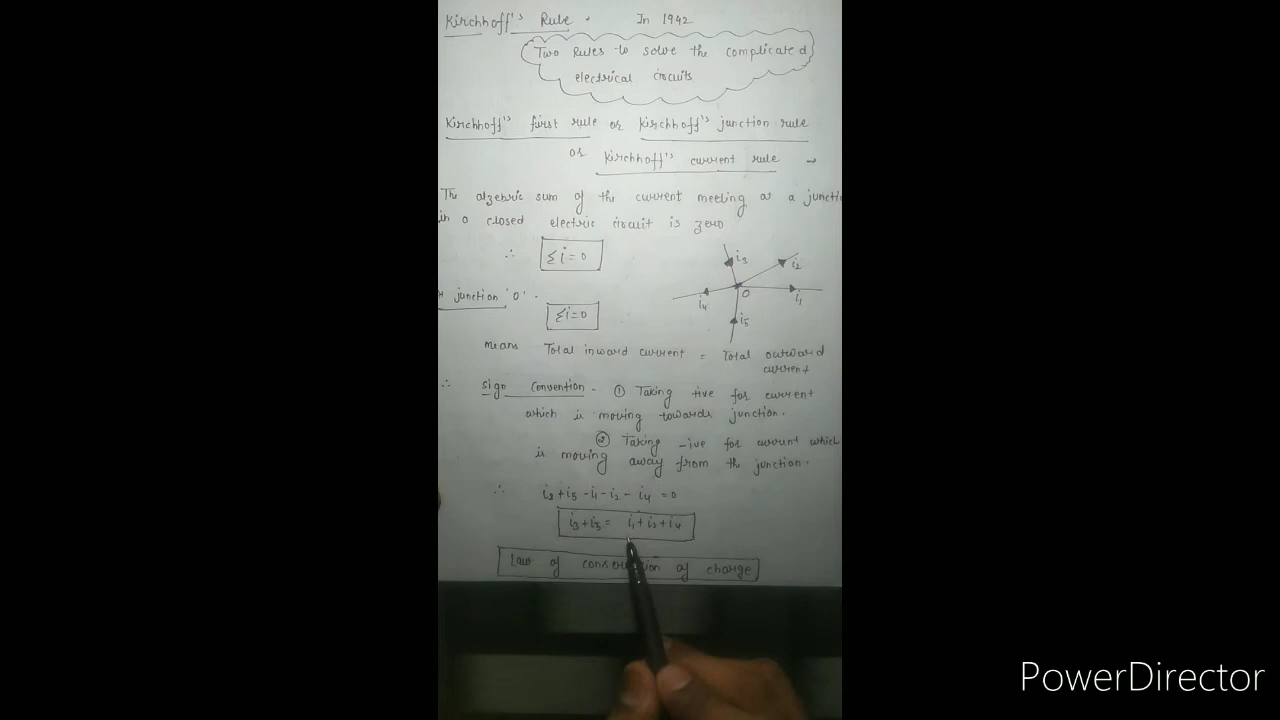 Kirchhoff's Rule. In 1942
Two Rules to solve the complicated
electrical circuits
Kirchhoff's first rule or Kirchhoff's junction rule
or Kirchhoff's current rule →
The algebric sum of the current meeting at a juncti
in a closed electric circuit is zero
∴ Σi = 0
i3
i2
i4
O
i1
i5
t junction 'O' -
Σi=0
means Total inward current = Total outward
current
∴ Sign convention - ① Taking +ive for current
which is moving towards junction.
② Taking -ive for current which
is moving away from the junction.
∴ i3+i5 -i1-i2- i4 =0
i3+i5= i1+i2+i4
Law of of charge
PowerDirector